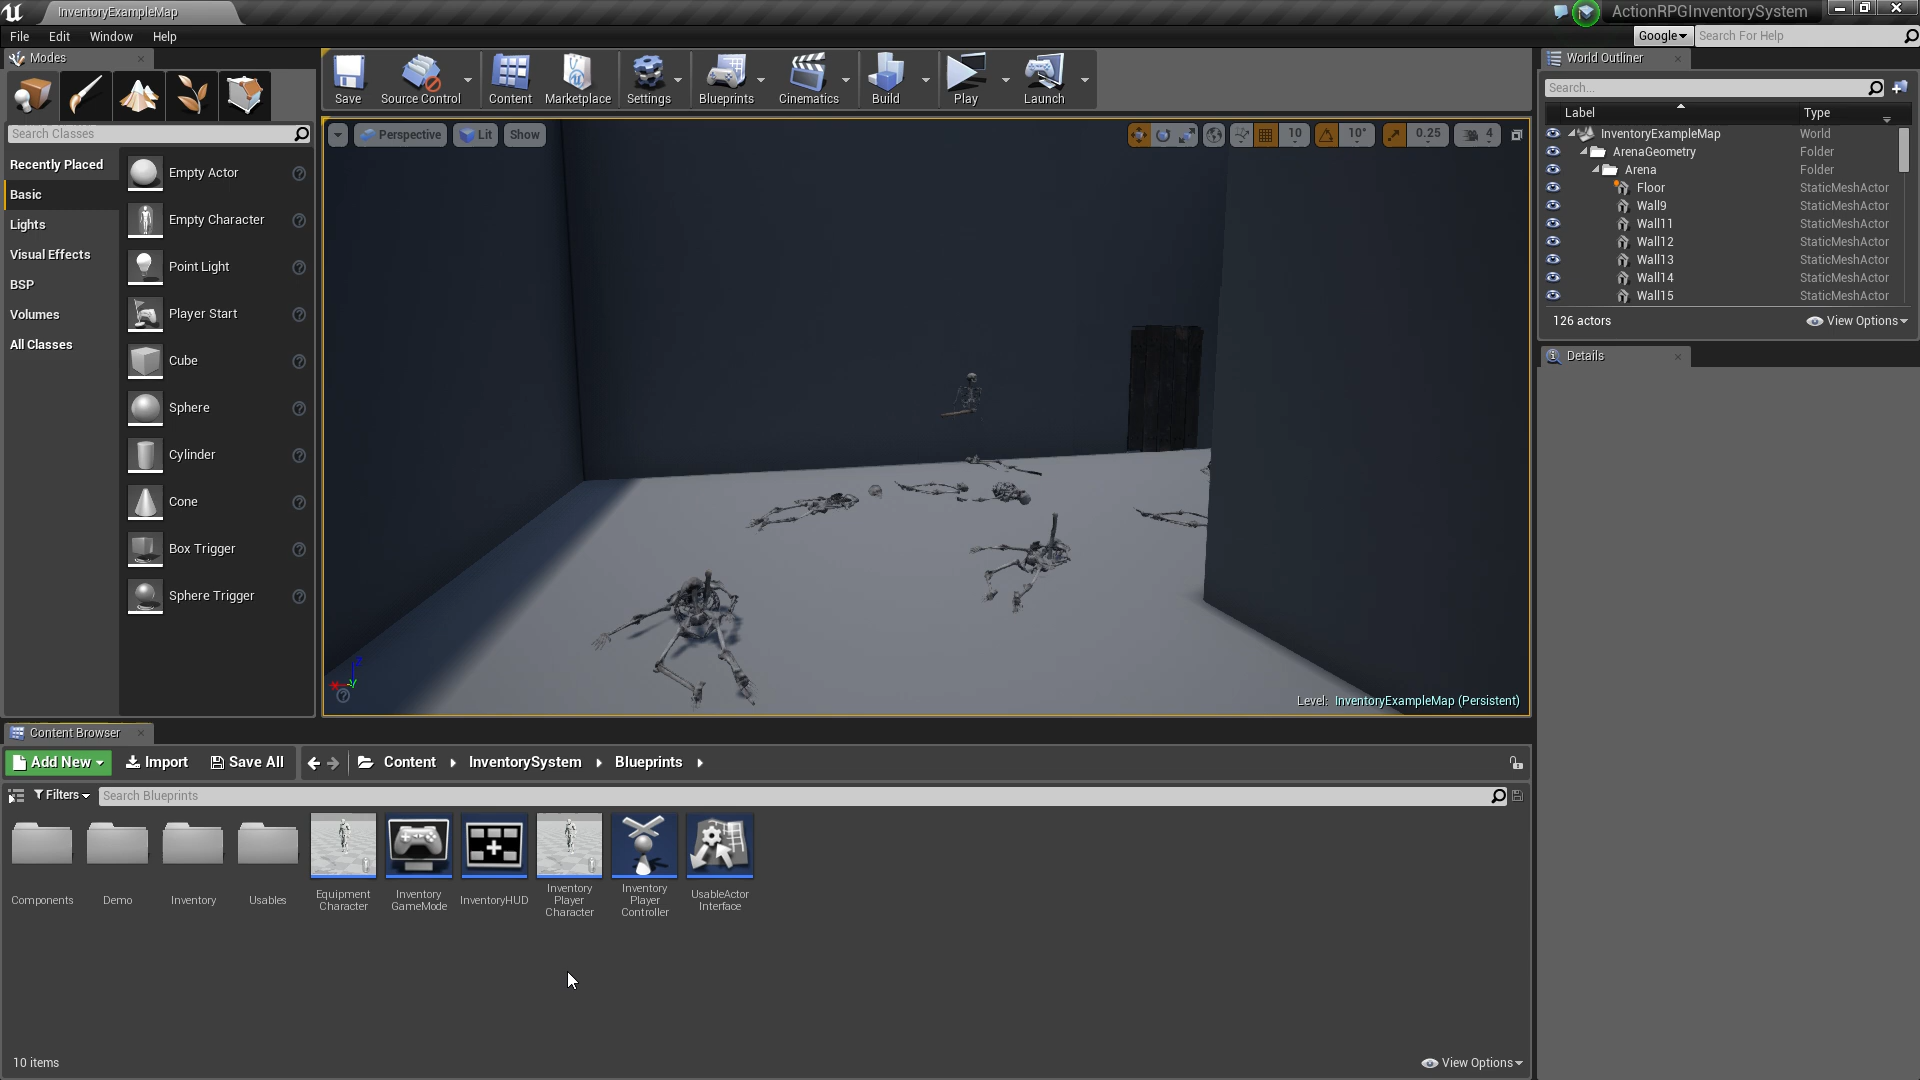 InventoryExampleMap
ActionRPGInventorySystem
File Edit Window Help
Google
Search For Help
Modes
Search Classes
Recently Placed
Basic
Lights
Visual Effects
BSP
Volumes
All Classes
Empty Actor
Empty Character
Point Light
Player Start
Cube
Sphere
Cylinder
Cone
Box Trigger
Sphere Trigger
Save
Source Control
Content
Marketplace
Settings
Blueprints
Cinematics
Build
Play
Launch
Perspective
Lit
Show
10
10°
0.25
4
Level: InventoryExampleMap (Persistent)
World Outliner
Search...
Label Type
InventoryExampleMap World
ArenaGeometry Folder
Arena Folder
Floor StaticMeshActor
Wall9 StaticMeshActor
Wall11 StaticMeshActor
Wall12 StaticMeshActor
Wall13 StaticMeshActor
Wall14 StaticMeshActor
Wall15 StaticMeshActor
126 actors
View Options
Details
Content Browser
Add New
Import
Save All
Content
InventorySystem
Blueprints
Filters
Search Blueprints
Components
Demo
Inventory
Usables
Equipment
Character
Inventory
GameMode
InventoryHUD
Inventory
Player
Character
Inventory
Player
Controller
UsableActor
Interface
10 items
View Options